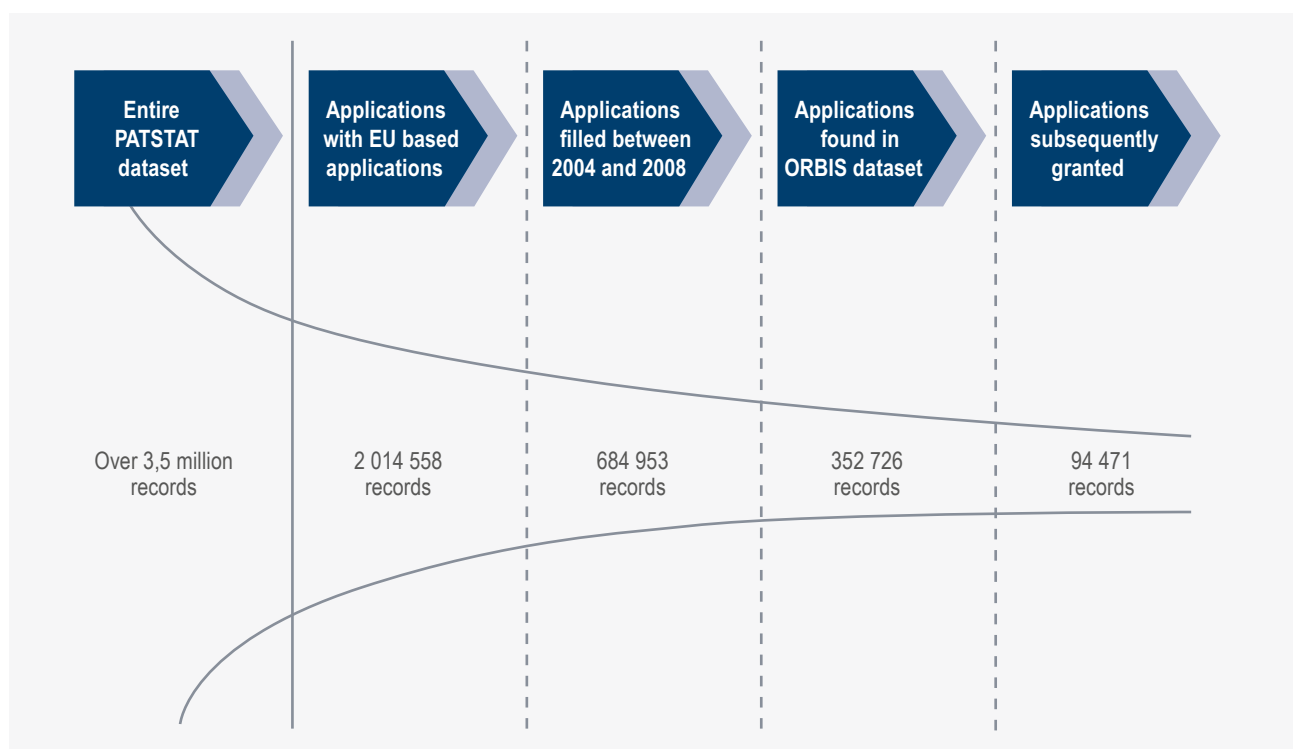 Entire
PATSTAT
dataset
Applications
with EU based
applications
Applications
filled between
2004 and 2008
Applications
found in
ORBIS dataset
Applications
subsequently
granted
Over 3,5 million
records
2 014 558
records
684 953
records
352 726
records
94 471
records